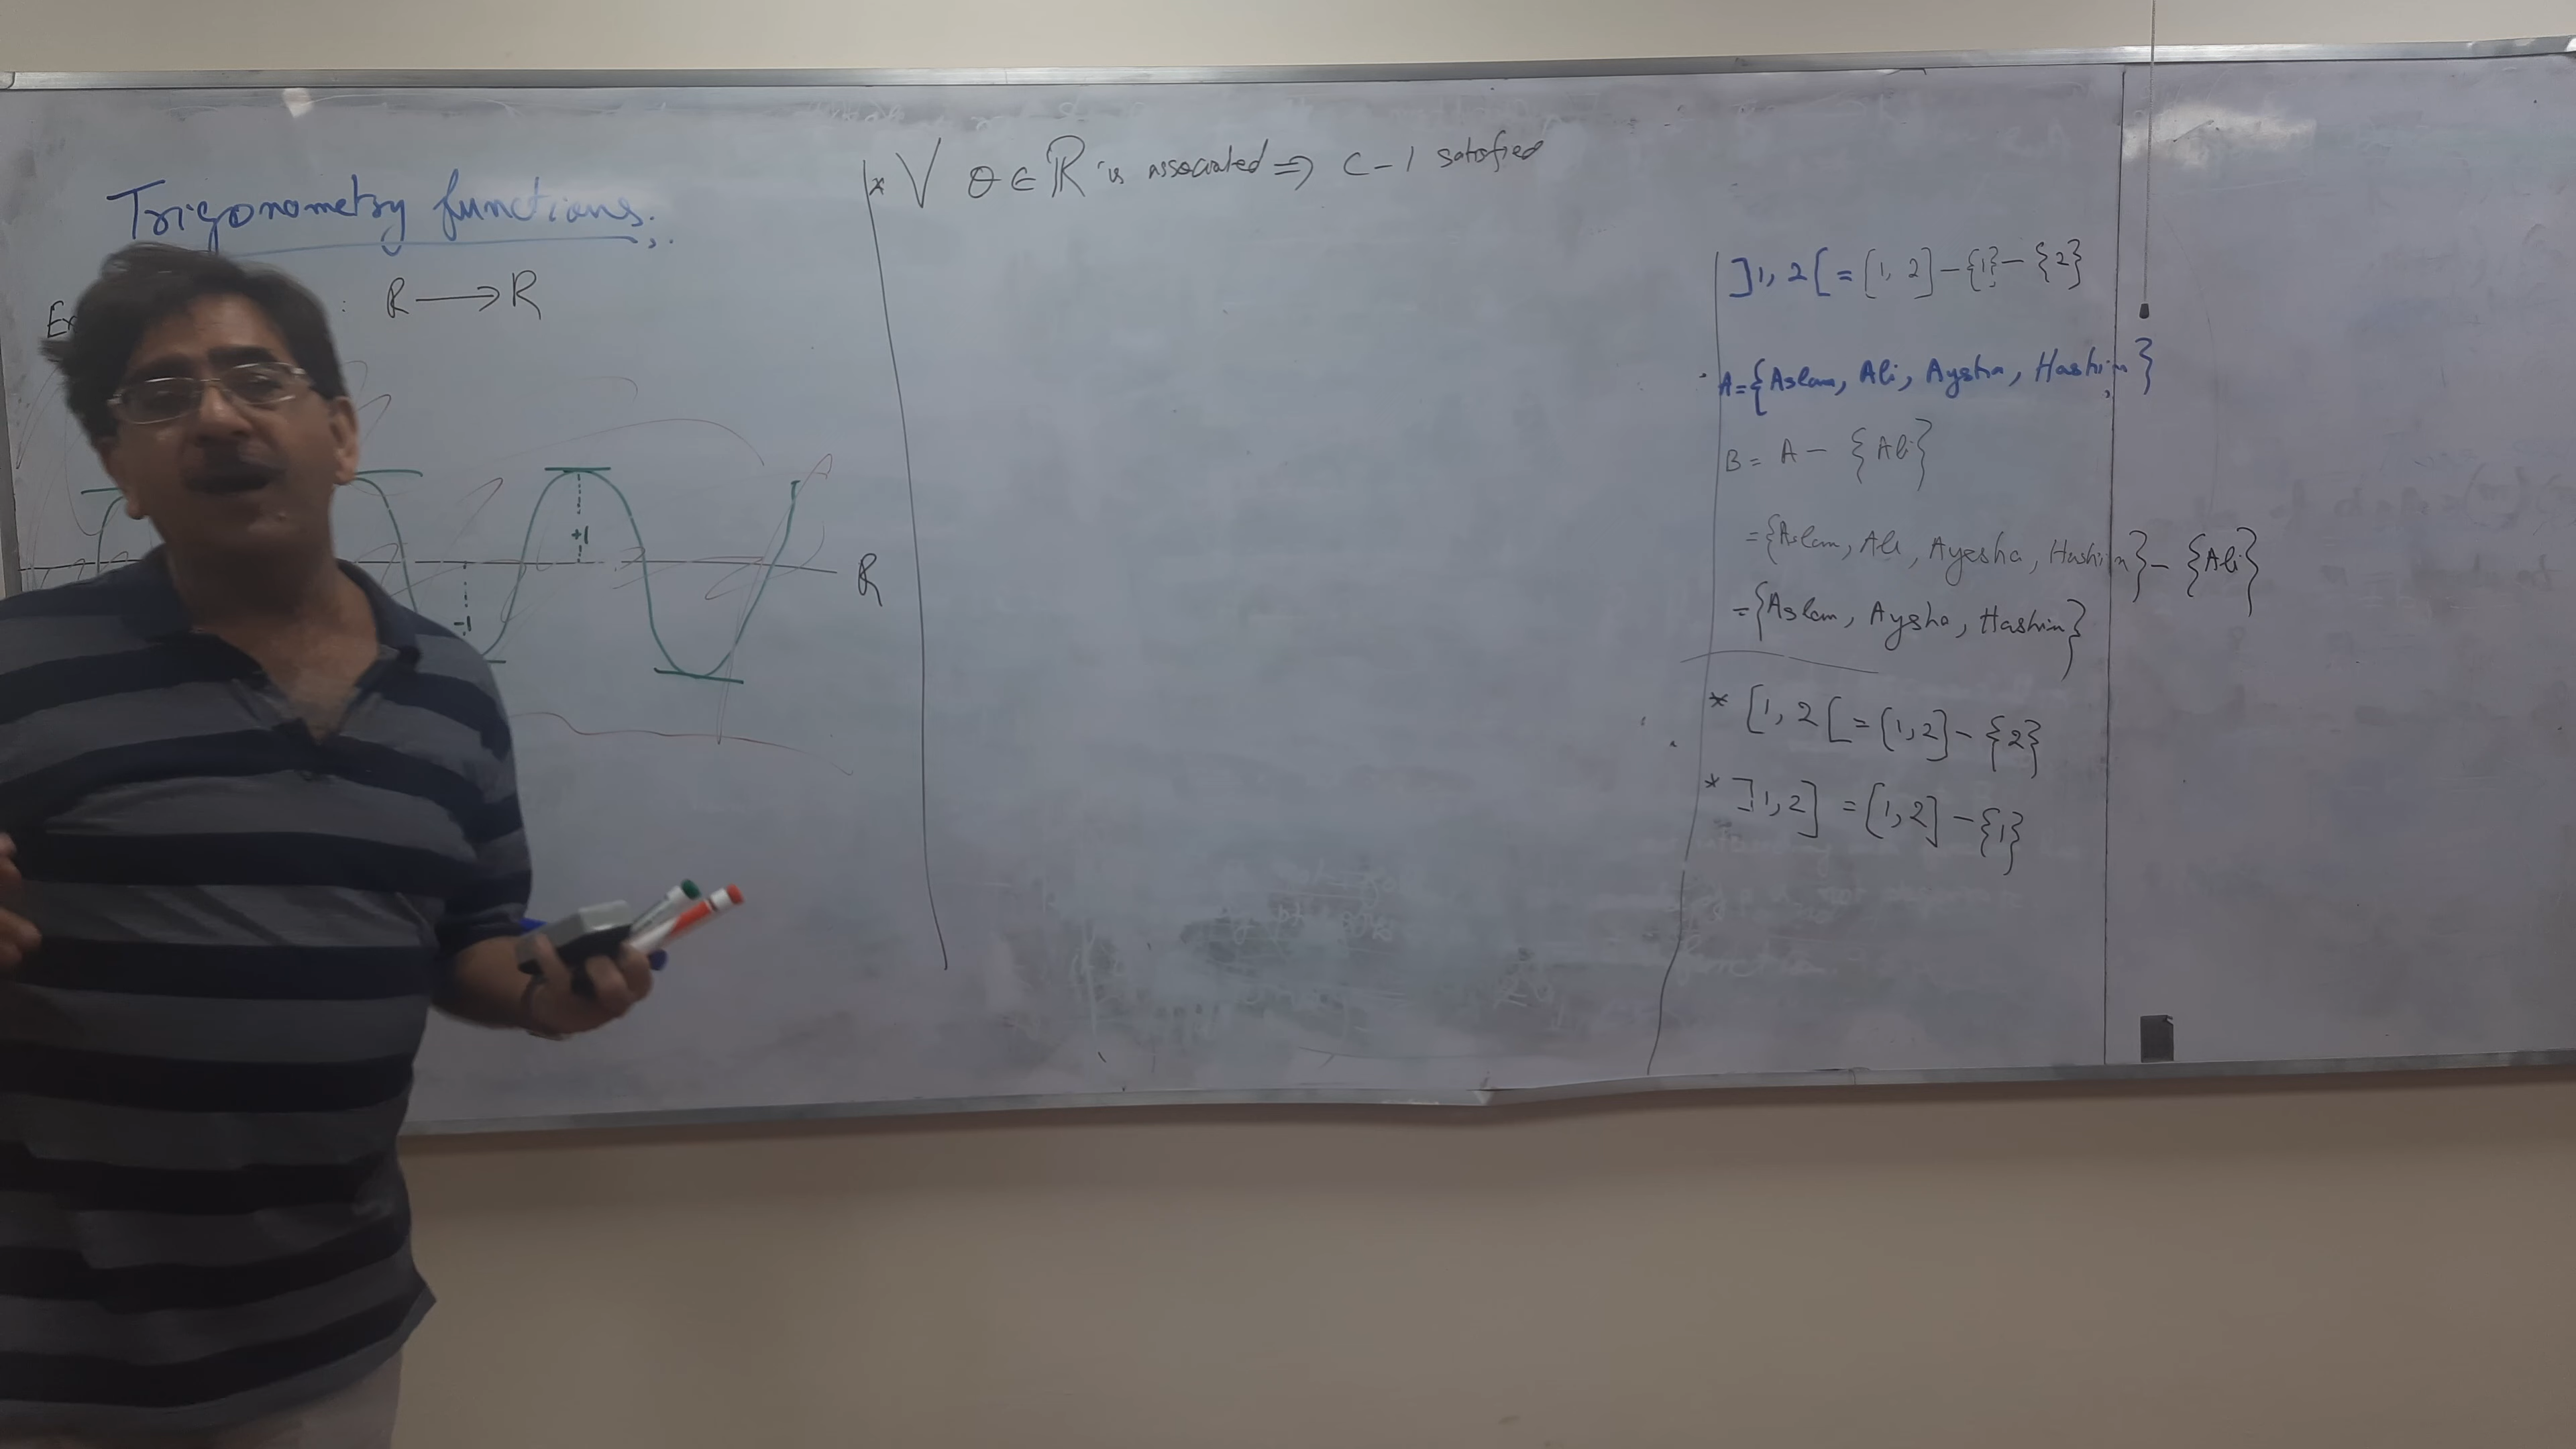 Trigonometry functions.
: R ⟶ R
+1
-1
R
* ∀ θ ∈ ℝ is associated ⇒ C-1 satisfied
]1, 2[ = [1, 2] - {1} - {2}
A = {Aslam, Ali, Aysha, Hashim}
B = A - {Ali}
= {Aslam, Ali, Ayesha, Hashim} - {Ali}
= {Aslam, Aysha, Hashim}
* [1, 2[ = [1, 2] - {2}
* ]1, 2] = [1, 2] - {1}